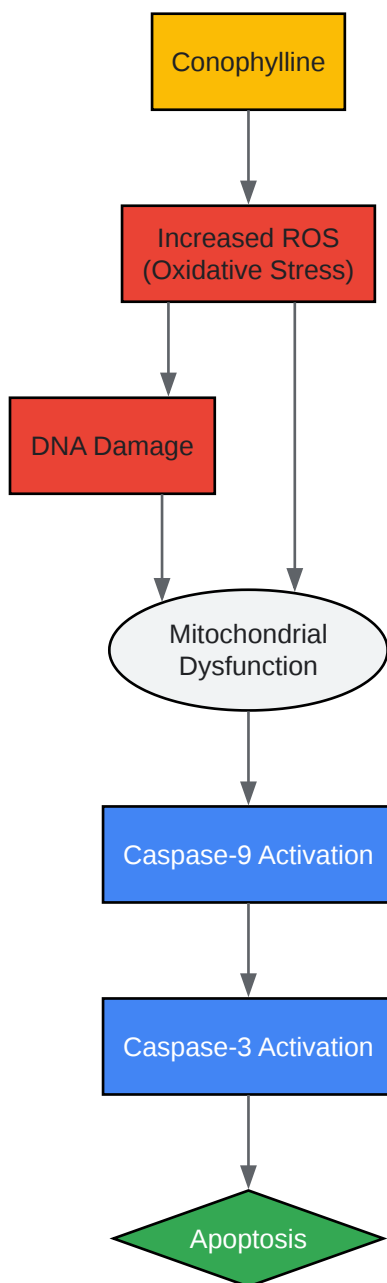 Conophylline
Increased ROS
(Oxidative Stress)
DNA Damage
Mitochondrial
Dysfunction
Caspase-9 Activation
Caspase-3 Activation
Apoptosis